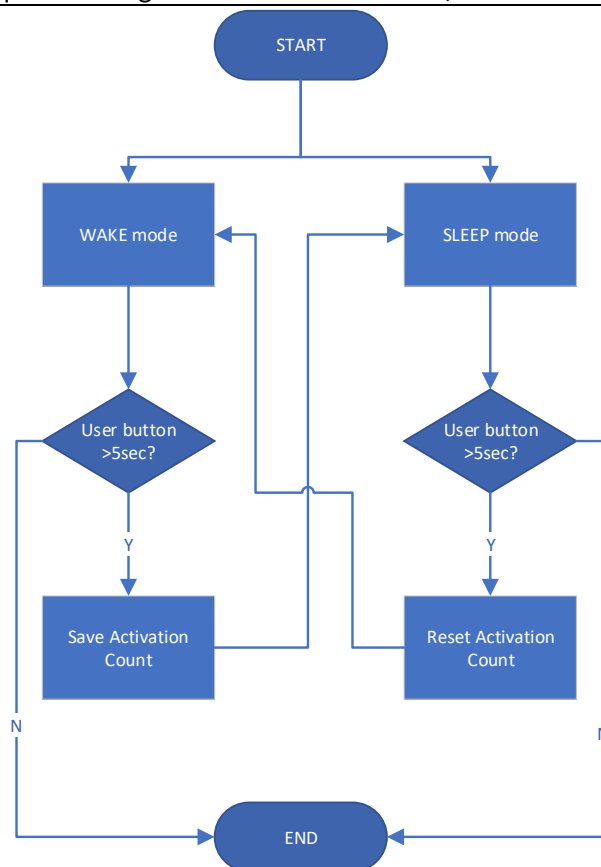 START
WAKE mode
SLEEP mode
User button
>5sec?
User button
>5sec?
Y
Y
Save Activation
Count
Reset Activation
Count
N
END